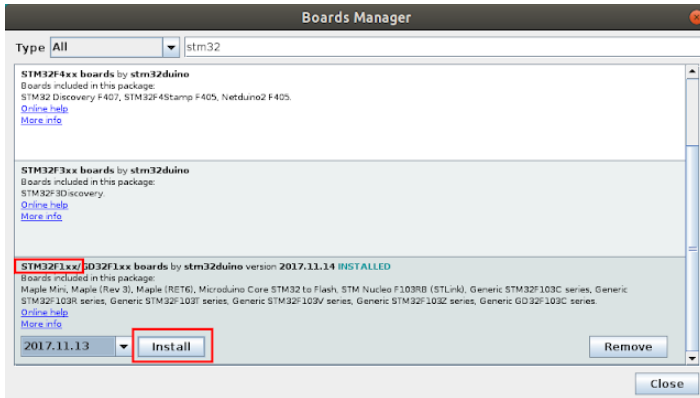 Boards Manager
Type All stm32
STM32F4xx boards by stm32duino
Boards included in this package:
STM32 Discovery F407, STM32F4Stamp F405, Netduino2 F405.
Online help
More info
STM32F3xx boards by stm32duino
Boards included in this package:
STM32F3Discovery.
Online help
More info
STM32F1xx/GD32F1xx boards by stm32duino version 2017.11.14 INSTALLED
Boards included in this package:
Maple Mini, Maple (Rev 3), Maple (RET6), Microduino Core STM32 to Flash, STM Nucleo F103RB (STLink), Generic STM32F103C series, Generic
STM32F103R series, Generic STM32F103T series, Generic STM32F103V series, Generic STM32F103Z series, Generic GD32F103C series.
Online help
More info
2017.11.13 Install Remove
Close